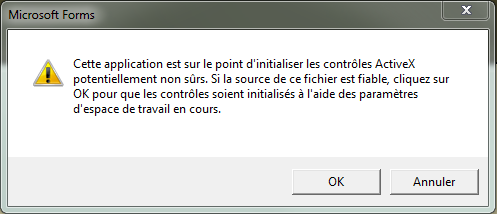 Microsoft Forms
Cette application est sur le point d'initialiser les contrôles ActiveX
potentiellement non sûrs. Si la source de ce fichier est fiable, cliquez sur
OK pour que les contrôles soient initialisés à l'aide des paramètres
d'espace de travail en cours.
OK
Annuler